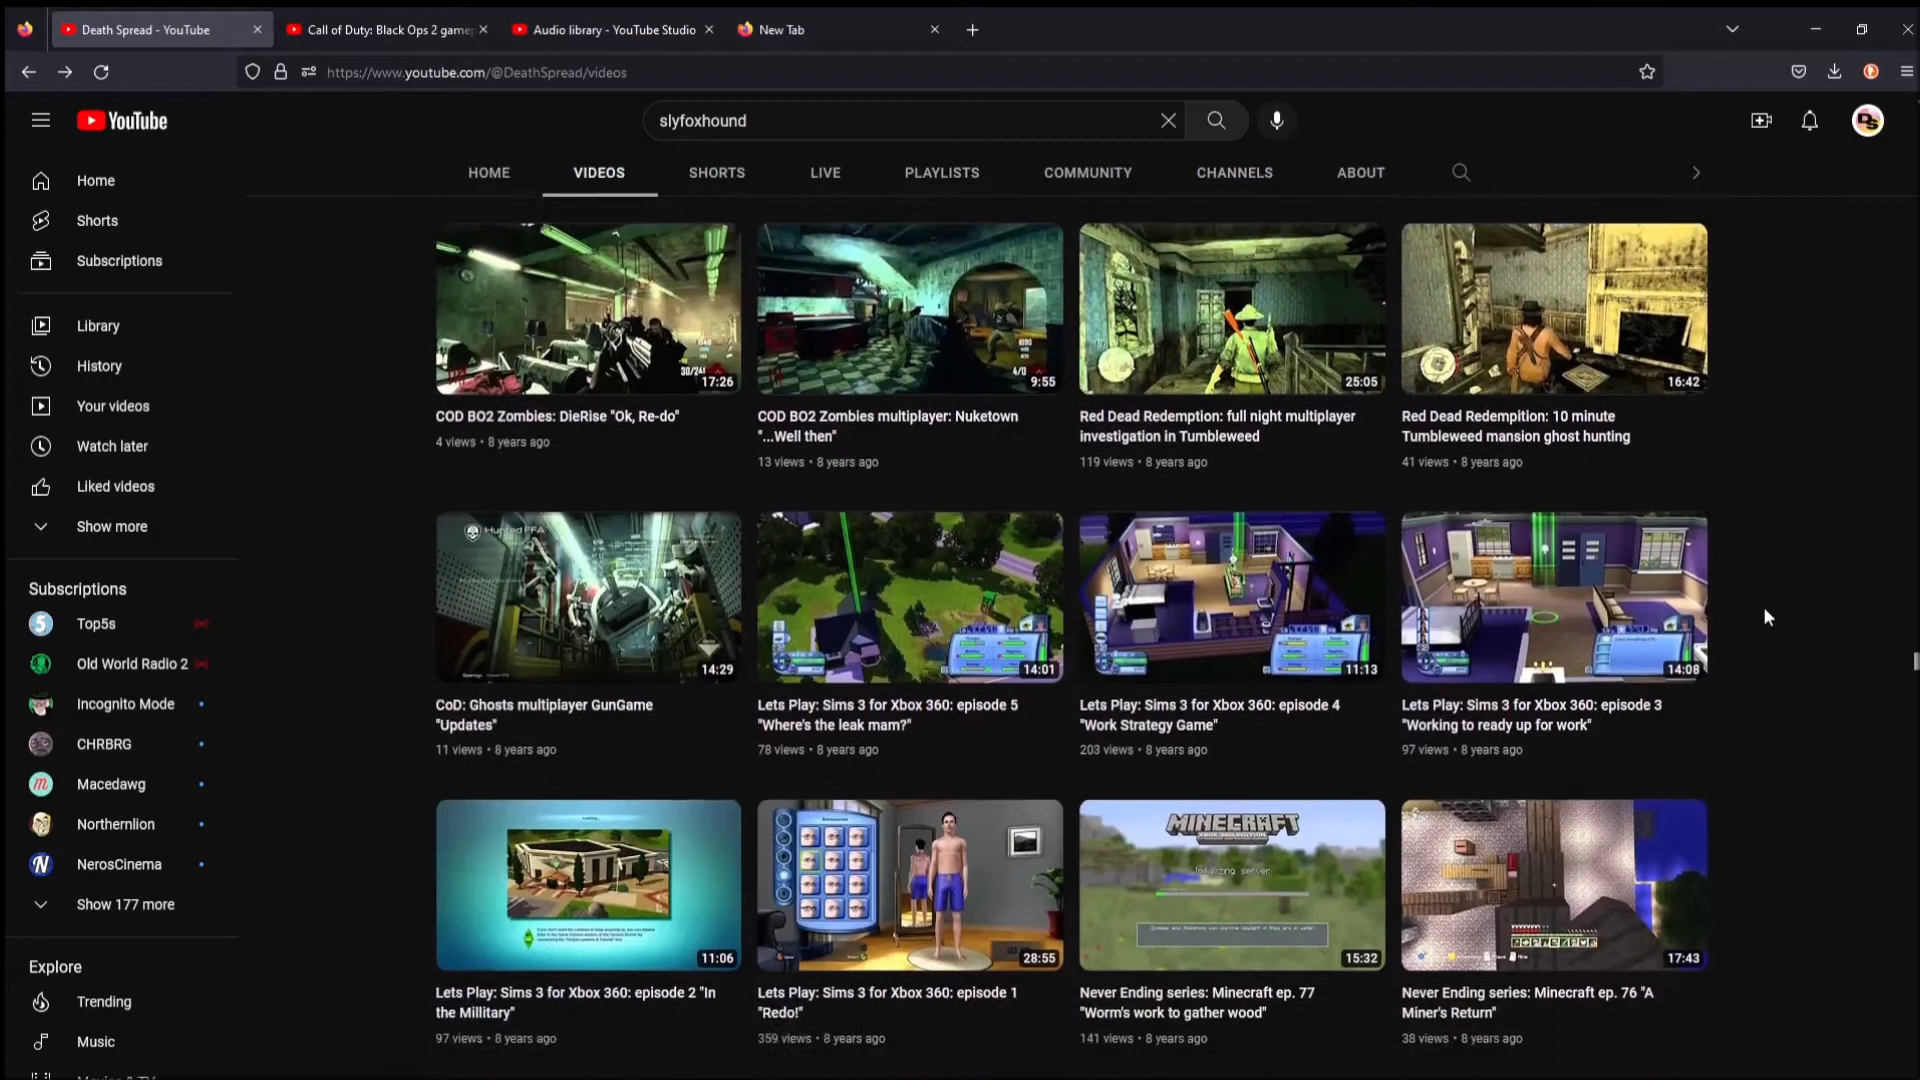 Death Spread - YouTube
Call of Duty: Black Ops 2 game
Audio library - YouTube Studio
New Tab
https://www.youtube.com/@DeathSpread/videos
YouTube
slyfoxhound
DS
HOME
VIDEOS
SHORTS
LIVE
PLAYLISTS
COMMUNITY
CHANNELS
ABOUT
Home
Shorts
Subscriptions
Library
History
Your videos
Watch later
Liked videos
Show more
Subscriptions
Top5s
Old World Radio 2
Incognito Mode
CHRBRG
Macedawg
Northernlion
NerosCinema
Show 177 more
Explore
Trending
Music
17:26
COD BO2 Zombies: DieRise "Ok, Re-do"
4 views • 8 years ago
4/0
9:55
COD BO2 Zombies multiplayer: Nuketown
"...Well then"
13 views • 8 years ago
25:05
Red Dead Redemption: full night multiplayer
investigation in Tumbleweed
119 views • 8 years ago
16:42
Red Dead Redempition: 10 minute
Tumbleweed mansion ghost hunting
41 views • 8 years ago
Hunted FFA
14:29
CoD: Ghosts multiplayer GunGame
"Updates"
11 views • 8 years ago
14:01
Lets Play: Sims 3 for Xbox 360: episode 5
"Where's the leak mam?"
78 views • 8 years ago
11:13
Lets Play: Sims 3 for Xbox 360: episode 4
"Work Strategy Game"
203 views • 8 years ago
14:08
Lets Play: Sims 3 for Xbox 360: episode 3
"Working to ready up for work"
97 views • 8 years ago
11:06
Lets Play: Sims 3 for Xbox 360: episode 2 "In
the Millitary"
97 views • 8 years ago
28:55
Lets Play: Sims 3 for Xbox 360: episode 1
"Redo!"
359 views • 8 years ago
MINECRAFT
Initializing server
15:32
Never Ending series: Minecraft ep. 77
"Worm's work to gather wood"
141 views • 8 years ago
17:43
Never Ending series: Minecraft ep. 76 "A
Miner's Return"
38 views • 8 years ago